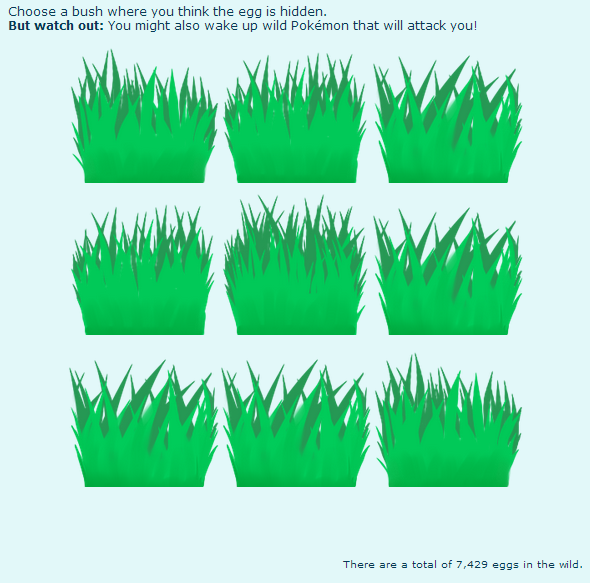 Choose a bush where you think the egg is hidden.
But watch out: You might also wake up wild Pokémon that will attack you!
There are a total of 7,429 eggs in the wild.